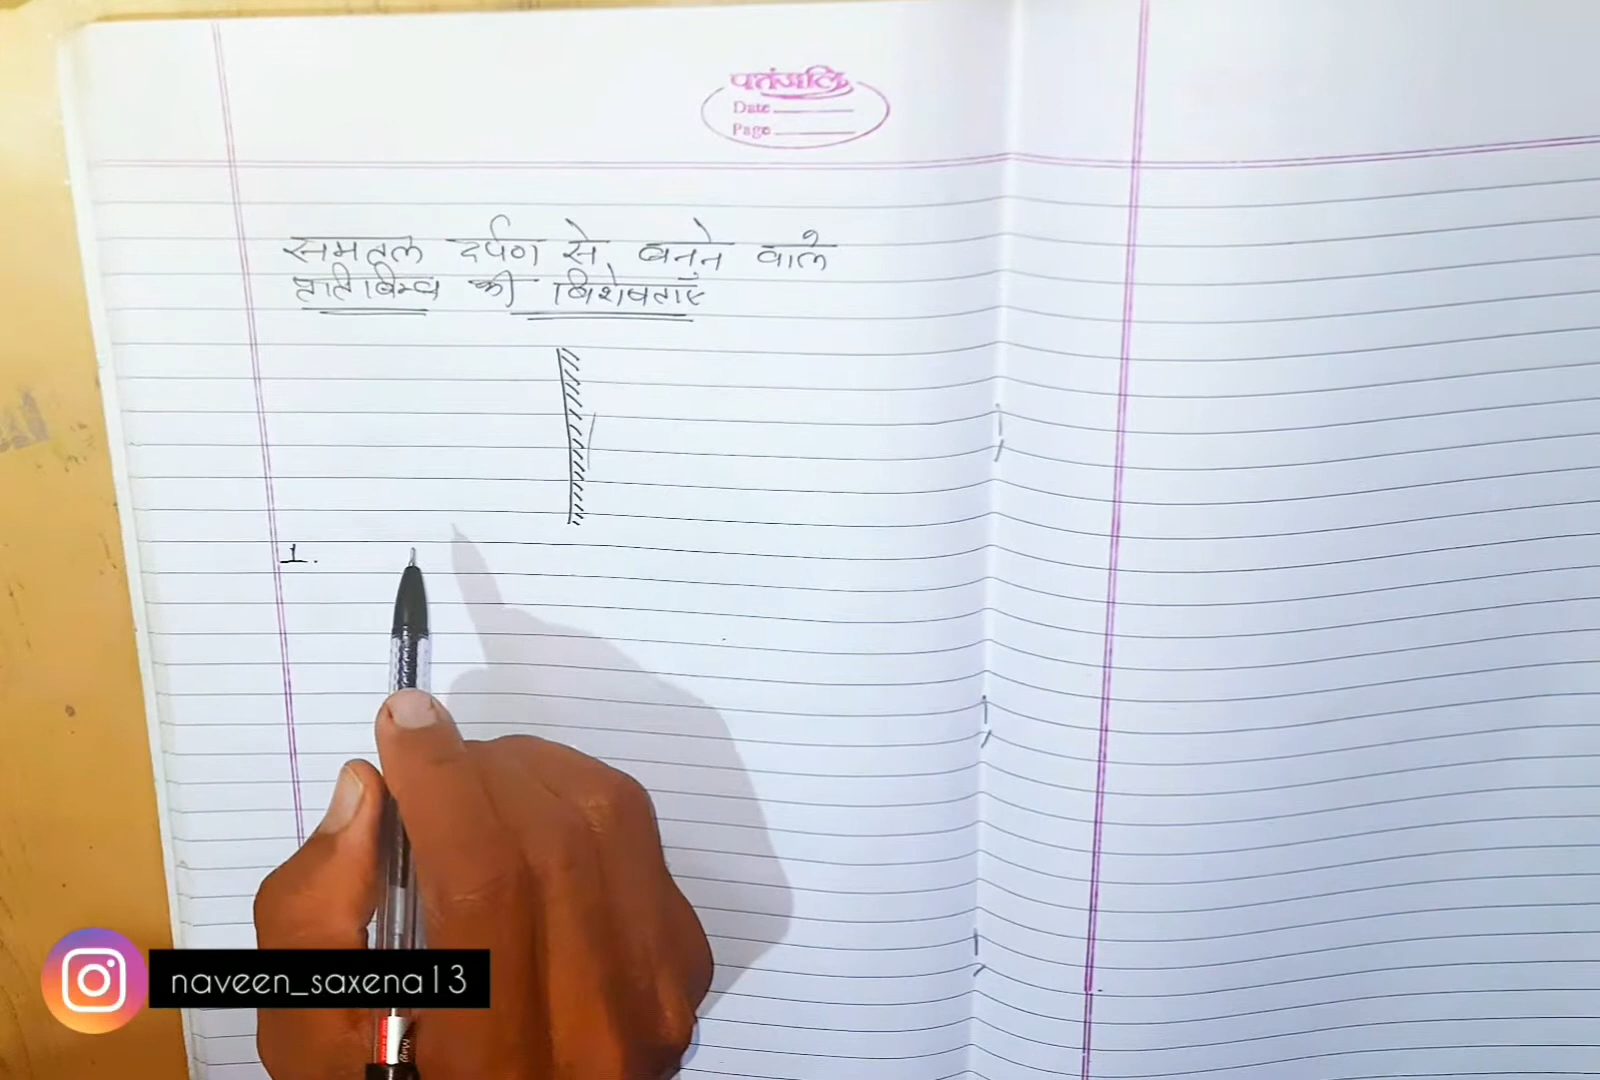 पतंजलि
Date
Page
समतल दर्पण से बनने वाले
प्रतिबिम्ब की विशेषताएँ
1.
naveen_saxena13